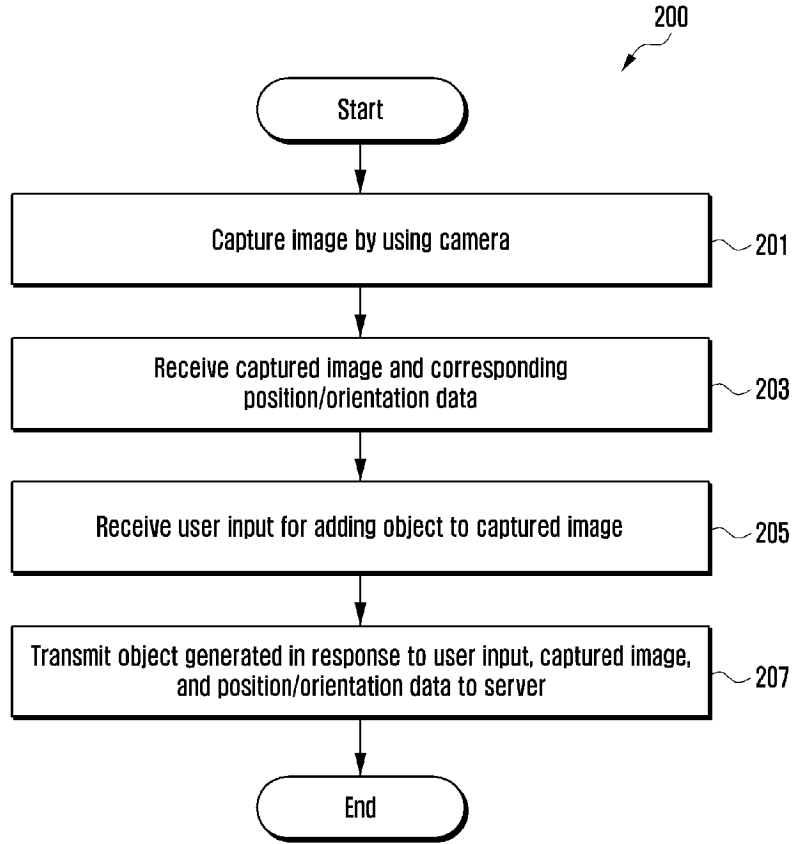 200
Start
Capture image by using camera
201
Receive captured image and corresponding
position/orientation data
203
Receive user input for adding object to captured image
205
Transmit object generated in response to user input, captured image,
and position/orientation data to server
207
End